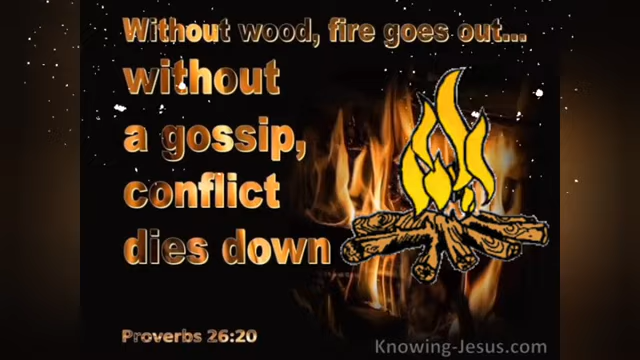 Without wood, fire goes out...
without
a gossip,
conflict
dies down
Proverbs 26:20
Knowing-Jesus.com